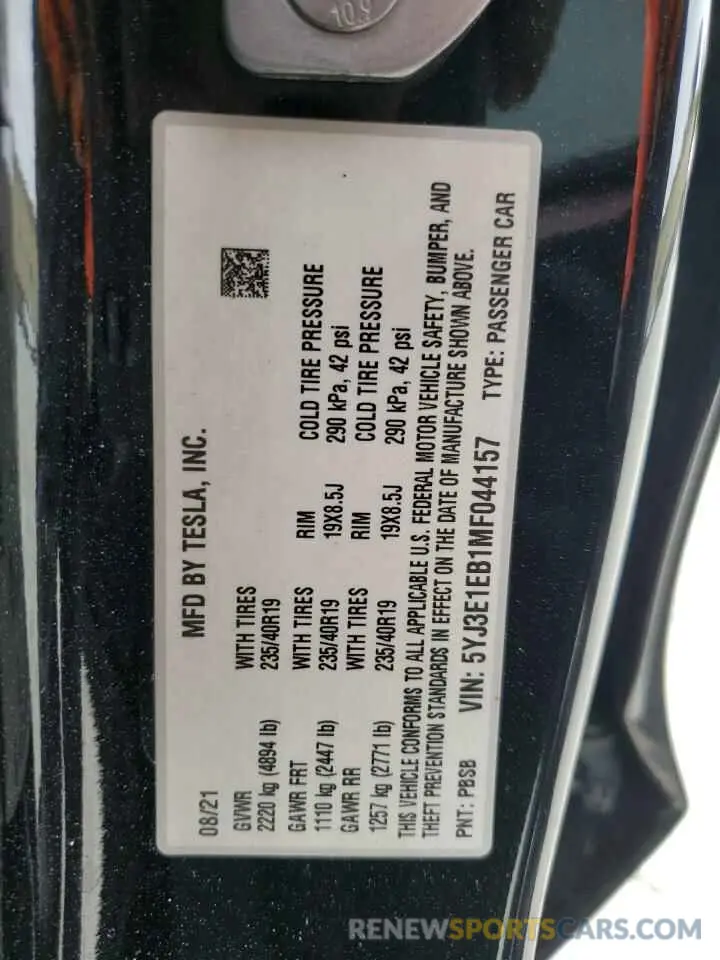 10.9
MFD BY TESLA, INC.
08/21
GVWR WITH TIRES
2220 kg (4894 lb) 235/40R19
GAWR FRT WITH TIRES RIM COLD TIRE PRESSURE
1110 kg (2447 lb) 235/40R19 19X8.5J 290 kPa, 42 psi
GAWR RR WITH TIRES RIM COLD TIRE PRESSURE
1257 kg (2771 lb) 235/40R19 19X8.5J 290 kPa, 42 psi
THIS VEHICLE CONFORMS TO ALL APPLICABLE U.S. FEDERAL MOTOR VEHICLE SAFETY, BUMPER, AND
THEFT PREVENTION STANDARDS IN EFFECT ON THE DATE OF MANUFACTURE SHOWN ABOVE.
PNT: PBSB VIN: 5YJ3E1EB1MF044157 TYPE: PASSENGER CAR
RENEWSPORTSCARS.COM